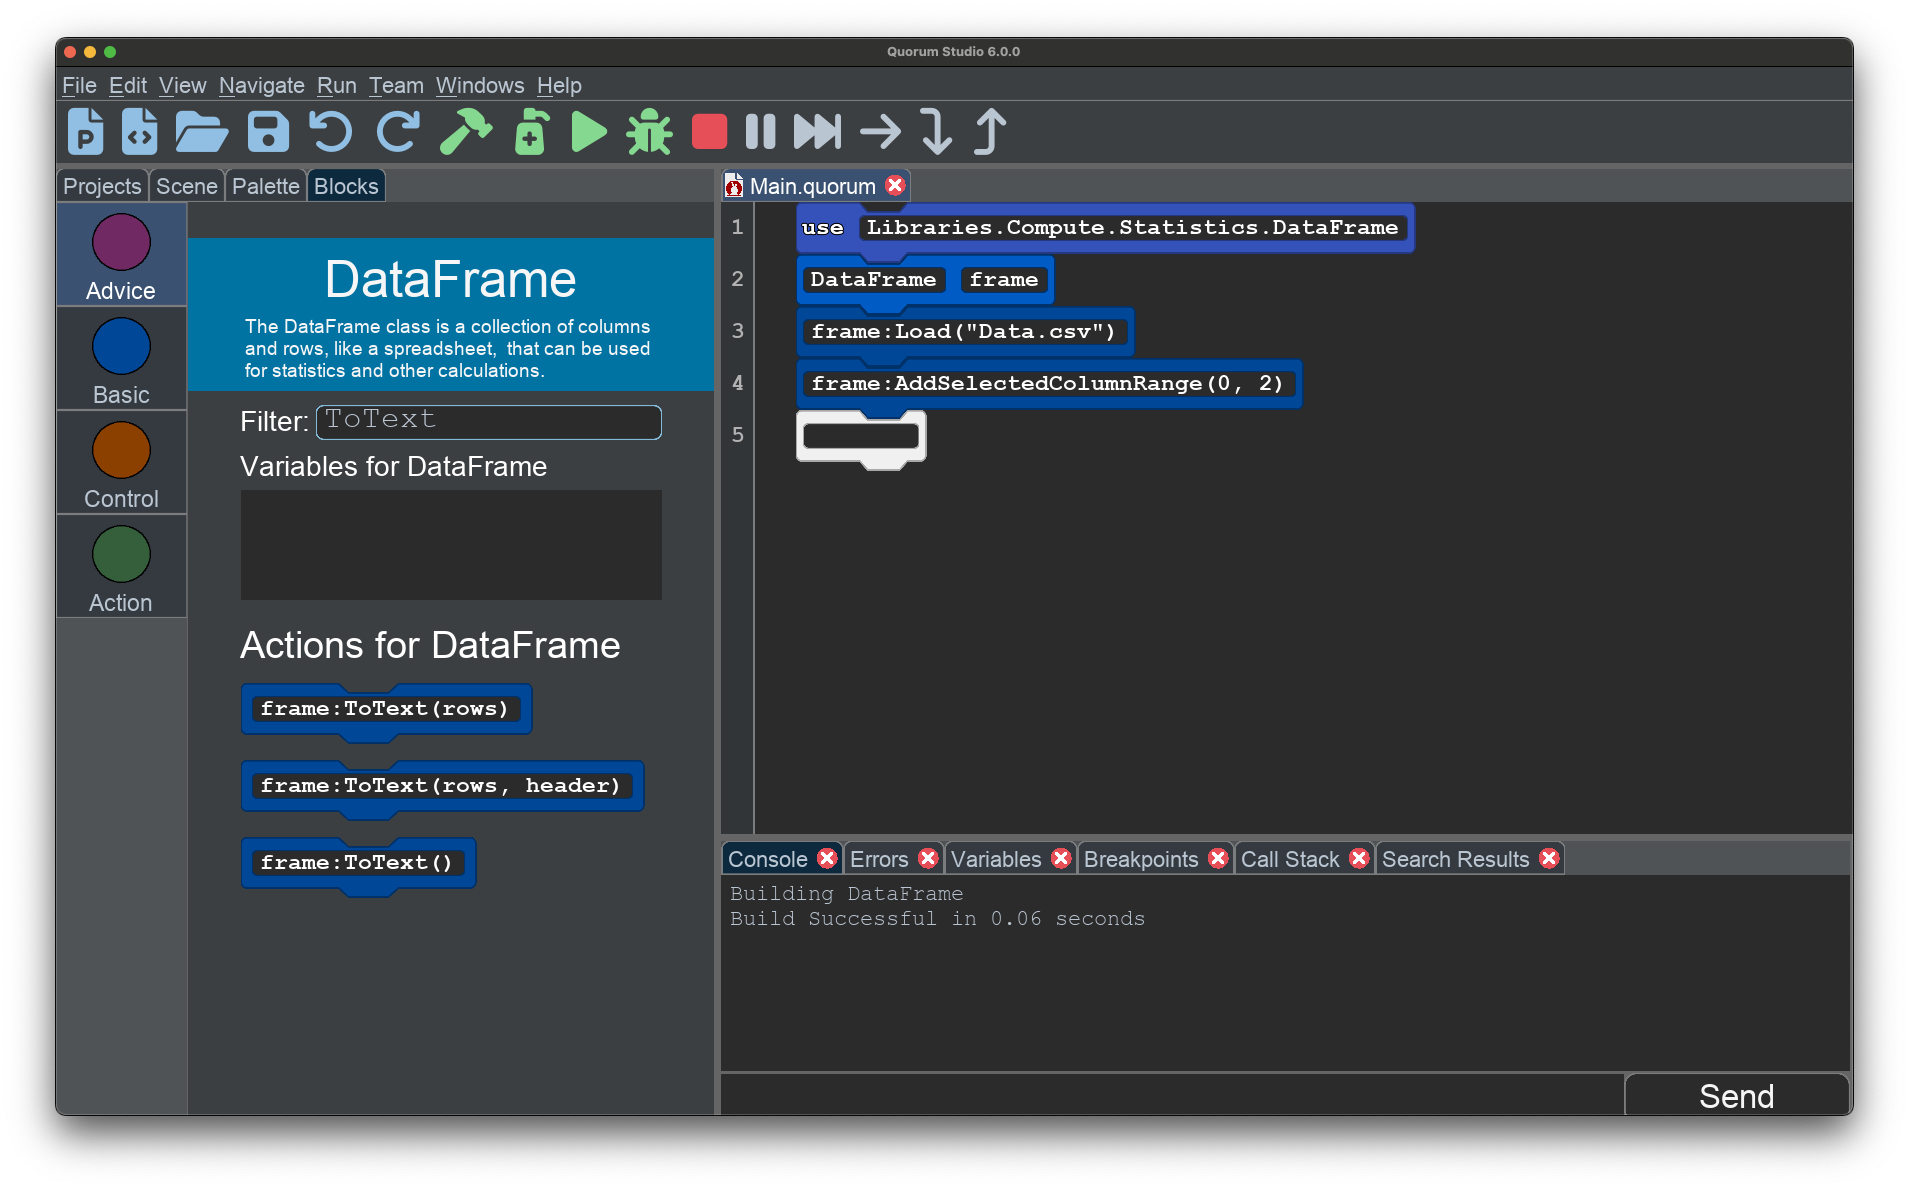 Quorum Studio 6.0.0
File Edit View Navigate Run Team Windows Help
Projects Scene Palette Blocks
Advice
Basic
Control
Action
DataFrame
The DataFrame class is a collection of columns
and rows, like a spreadsheet, that can be used
for statistics and other calculations.
Filter: ToText
Variables for DataFrame
Actions for DataFrame
frame:ToText(rows)
frame:ToText(rows, header)
frame:ToText()
Main.quorum
1 use Libraries.Compute.Statistics.DataFrame
2 DataFrame frame
3 frame:Load("Data.csv")
4 frame:AddSelectedColumnRange(0, 2)
5
Console Errors Variables Breakpoints Call Stack Search Results
Building DataFrame
Build Successful in 0.06 seconds
Send